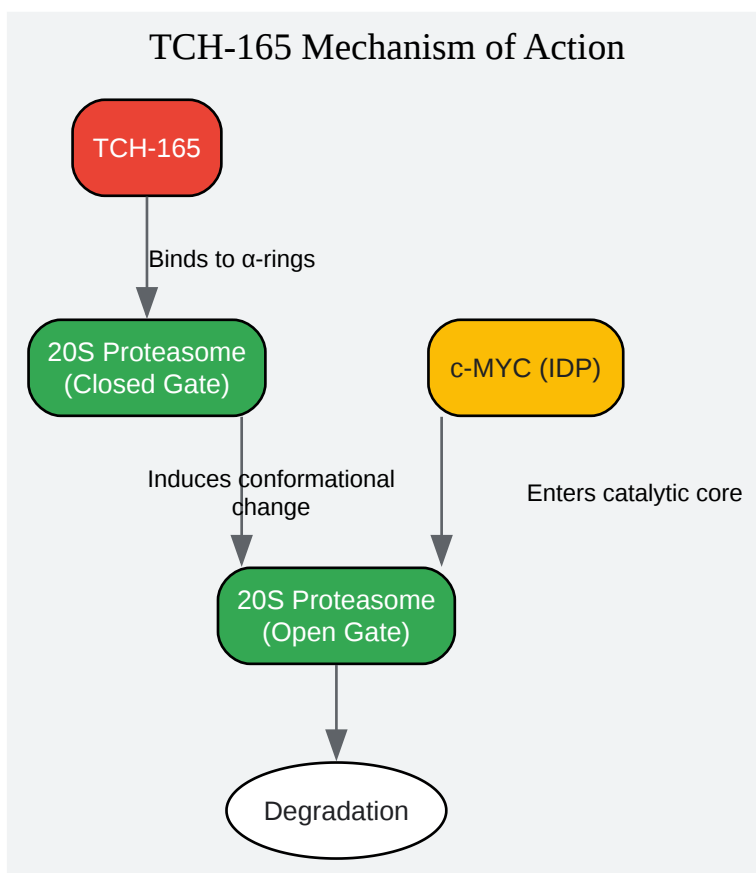 TCH-165 Mechanism of Action
TCH-165
Binds to α-rings
20S Proteasome
(Closed Gate)
c-MYC (IDP)
Induces conformational
change
Enters catalytic core
20S Proteasome
(Open Gate)
Degradation